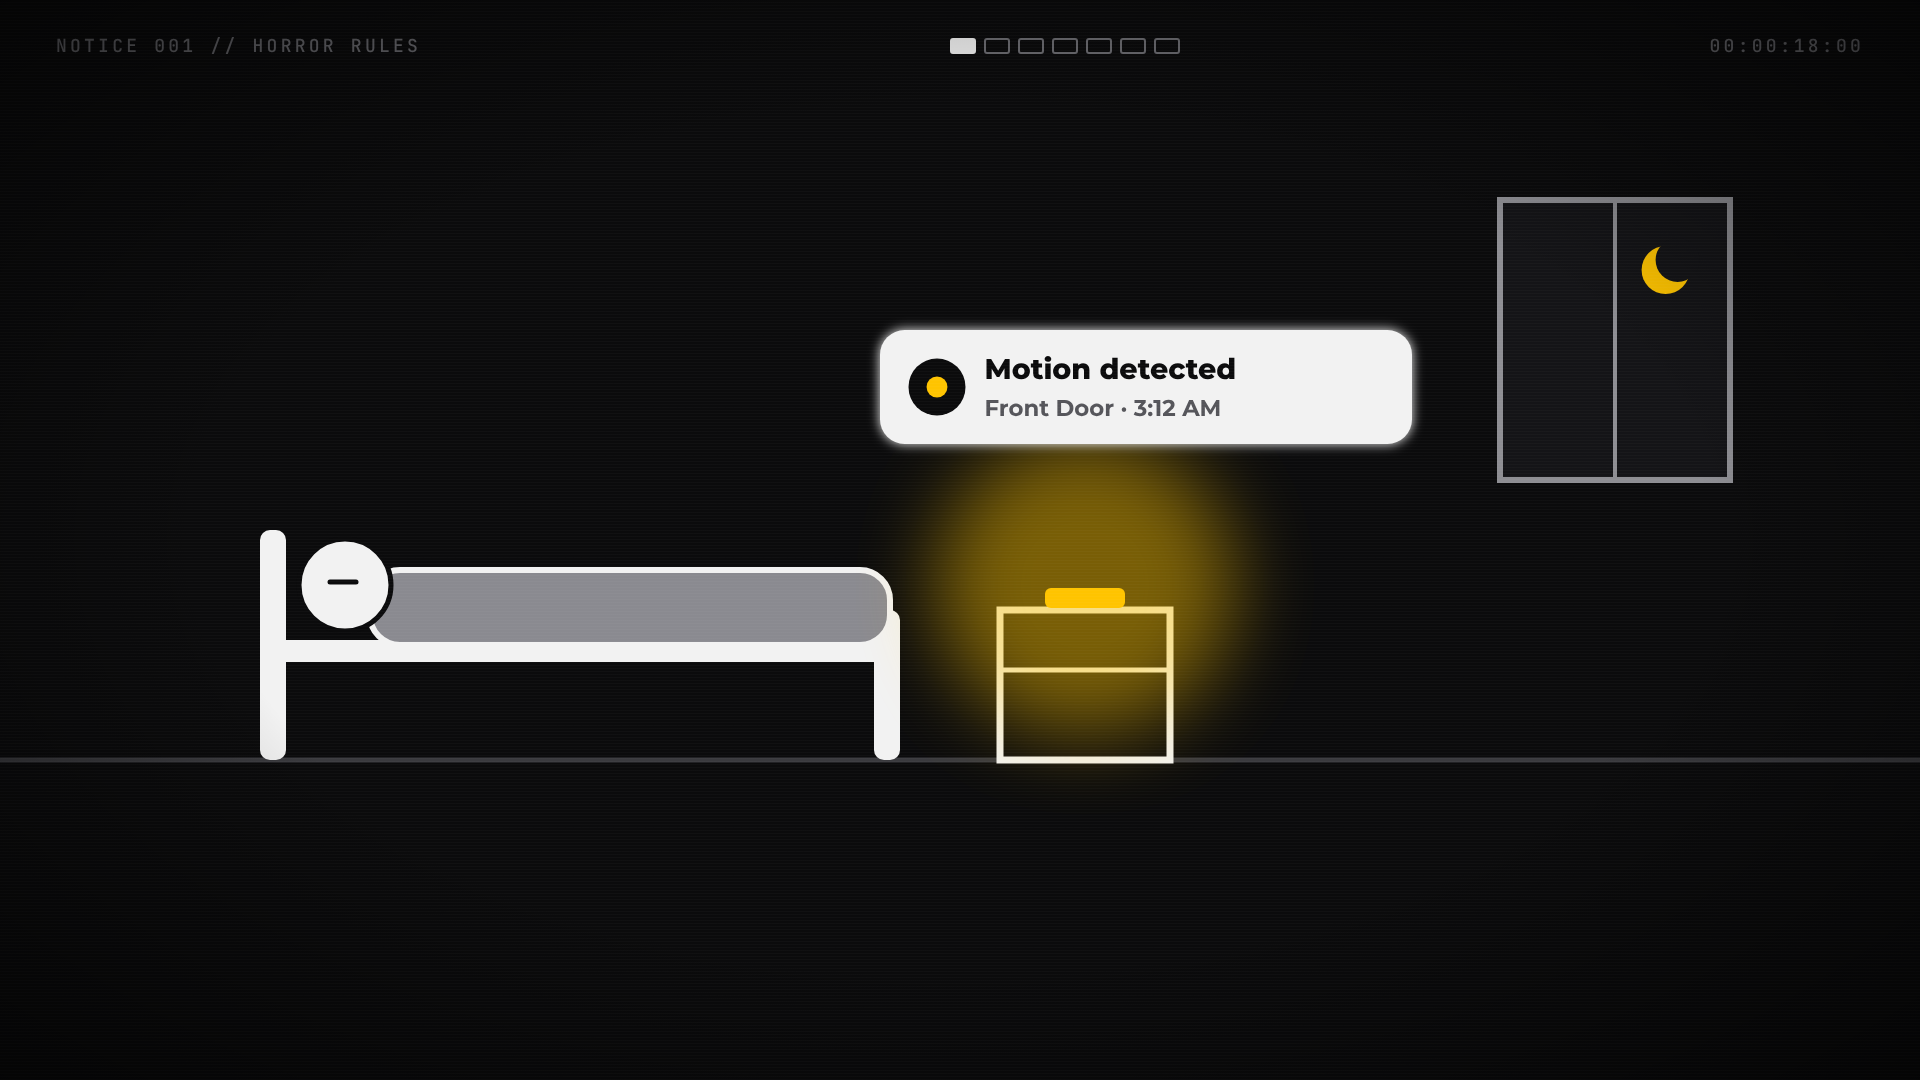 NOTICE 001 // HORROR RULES
00:00:18:00
Motion detected
Front Door · 3:12 AM